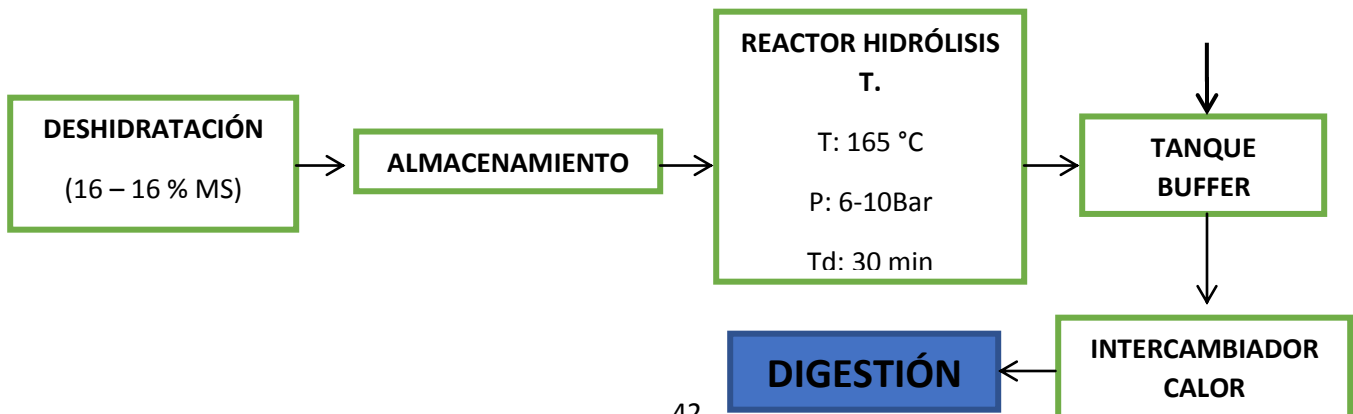 DESHIDRATACIÓN
(16 – 16 % MS)
ALMACENAMIENTO
REACTOR HIDRÓLISIS
T.
T: 165 °C
P: 6-10Bar
Td: 30 min
TANQUE
BUFFER
INTERCAMBIADOR
CALOR
DIGESTIÓN
42